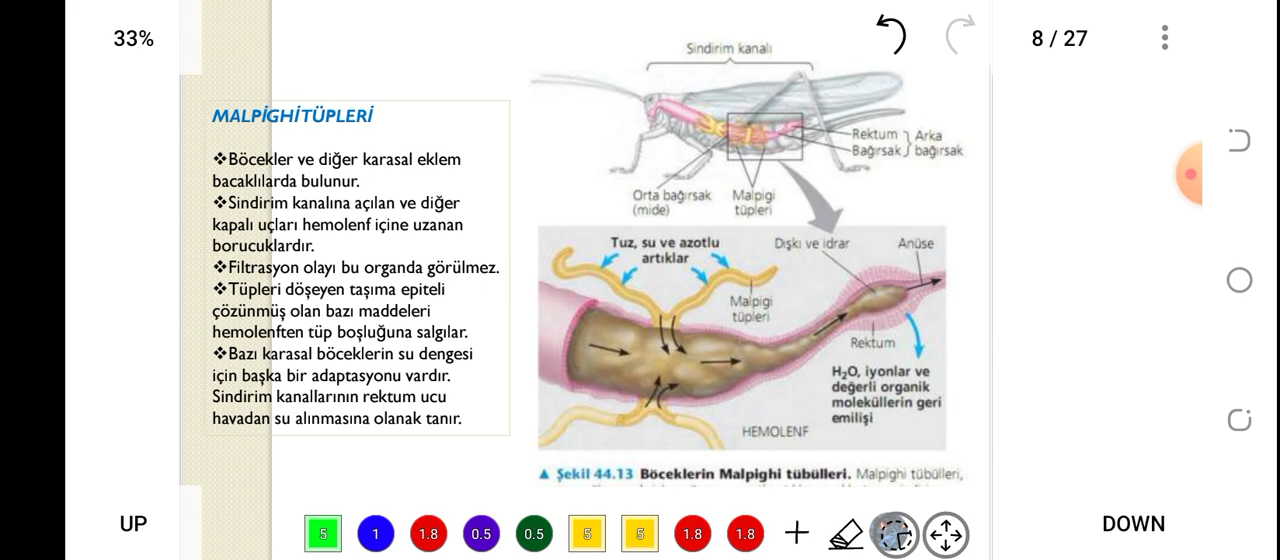 33%
8 / 27
MALPİGHİ TÜPLERİ
❖Böcekler ve diğer karasal eklem
bacaklılarda bulunur.
❖Sindirim kanalına açılan ve diğer
kapalı uçları hemolenf içine uzanan
borucuklardır.
❖Filtrasyon olayı bu organda görülmez.
❖Tüpleri döşeyen taşıma epiteli
çözünmüş olan bazı maddeleri
hemolenften tüp boşluğuna salgılar.
❖Bazı karasal böceklerin su dengesi
için başka bir adaptasyonu vardır.
Sindirim kanallarının rektum ucu
havadan su alınmasına olanak tanır.
Sindirim kanalı
Rektum
Bağırsak
Arka
bağırsak
Orta bağırsak
(mide)
Malpigi
tüpleri
Tuz, su ve azotlu
artıklar
Dışkı ve idrar
Anüse
Malpigi
tüpleri
Rektum
H₂O, iyonlar ve
değerli organik
moleküllerin geri
emilişi
HEMOLENF
▲ Şekil 44.13 Böceklerin Malpighi tübülleri. Malpighi tübülleri,
UP
5
1
1.8
0.5
0.5
5
5
1.8
1.8
DOWN